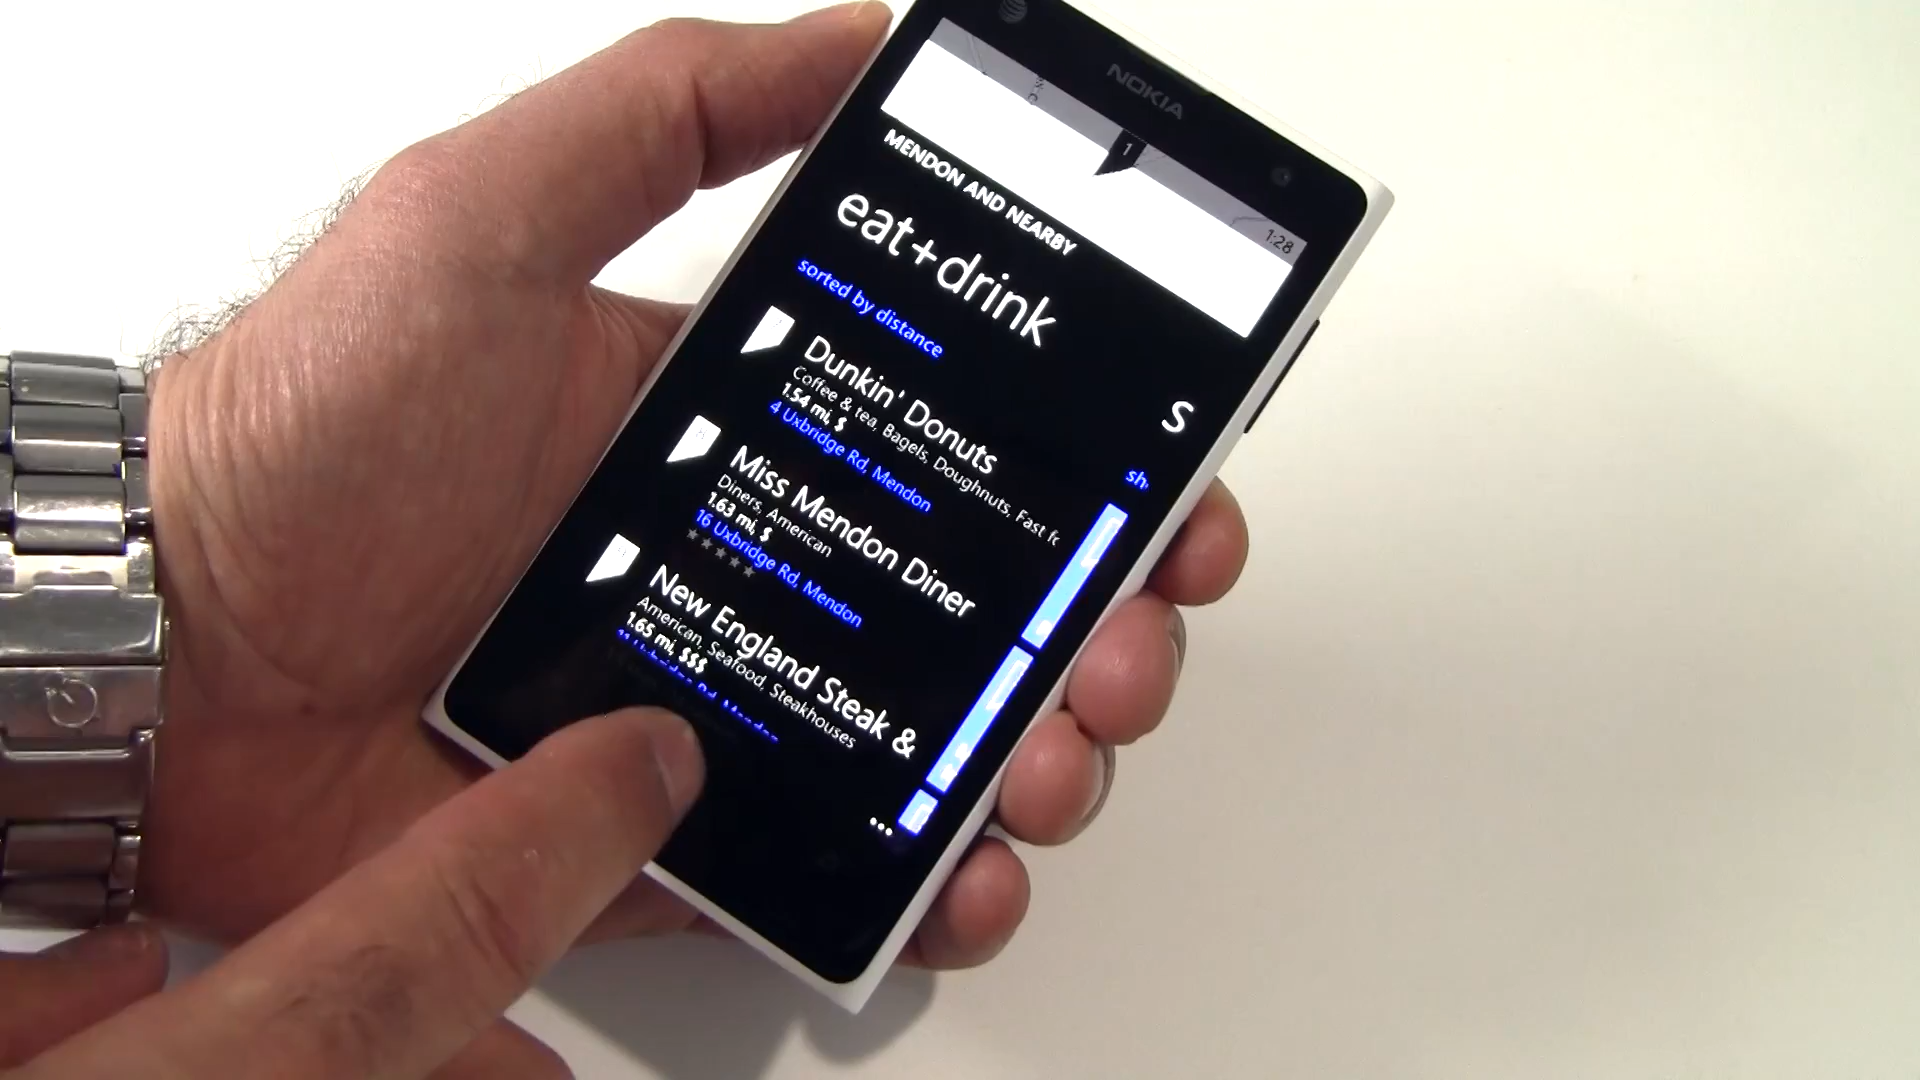 NOKIA
1:28
1
MENDON AND NEARBY
eat+drink
sorted by distance
Dunkin' Donuts
Coffee & tea, Bagels, Doughnuts, Fast f
1.54 mi, $
4 Uxbridge Rd, Mendon
Miss Mendon Diner
Diners, American
1.63 mi, $
16 Uxbridge Rd, Mendon
New England Steak &
American, Seafood, Steakhouses
1.65 mi, $$$
S
sh
...